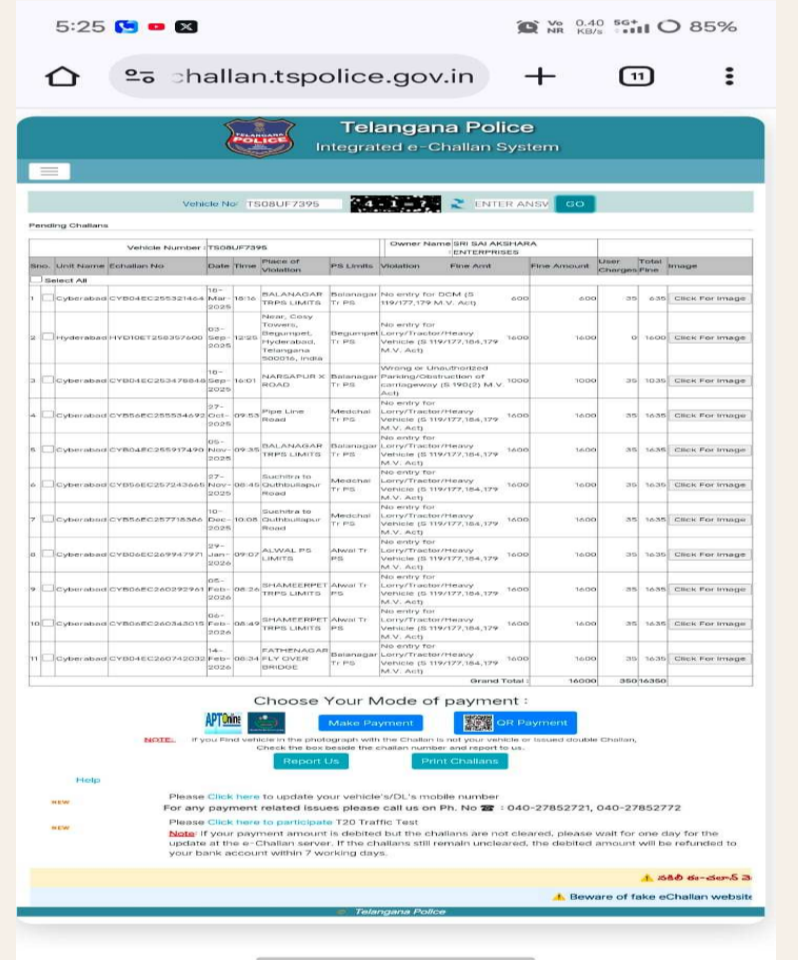 5:25
Vo NR 0.40 KB/s 5G+ 85%
challan.tspolice.gov.in
11
TELANGANA POLICE
Telangana Police
Integrated e-Challan System
Vehicle No: TS08UF7395 4-1-7 ENTER ANSW GO
Pending Challans
Vehicle Number : TS08UF7395 Owner Name : SRI SAI AKSHARA ENTERPRISES
Sno. Unit Name Echallan No Date Time Place of Violation PS Limits Violation Fine Amt Fine Amount User Charges Total Fine Image
Select All
1 Cyberabad CYB04EC255321464 18-Mar-2025 18:16 BALANAGAR TRPS LIMITS Balanagar Tr PS No entry for DCM (S 119/177,179 M.V. Act) 600 600 35 635 Click For Image
2 Hyderabad HYD10ET258357600 03-Sep-2025 12:25 Near, Cosy Towers, Begumpet, Hyderabad, Telangana 500016, India Begumpet Tr PS No entry for Lorry/Tractor/Heavy Vehicle (S 119/177,184,179 M.V. Act) 1600 1600 0 1600 Click For Image
3 Cyberabad CYB04EC253478848 18-Sep-2025 16:01 NARSAPUR X ROAD Balanagar Tr PS Wrong or Unauthorized Parking/Obstruction of carriageway (S 190(2) M.V. Act) 1000 1000 35 1035 Click For Image
4 Cyberabad CYB56EC255534692 27-Oct-2025 09:53 Pipe Line Road Medchal Tr PS No entry for Lorry/Tractor/Heavy Vehicle (S 119/177,184,179 M.V. Act) 1600 1600 35 1635 Click For Image
5 Cyberabad CYB04EC255917490 05-Nov-2025 09:35 BALANAGAR TRPS LIMITS Balanagar Tr PS No entry for Lorry/Tractor/Heavy Vehicle (S 119/177,184,179 M.V. Act) 1600 1600 35 1635 Click For Image
6 Cyberabad CYB56EC257243665 27-Nov-2025 08:45 Suchitra to Quthbullapur Road Medchal Tr PS No entry for Lorry/Tractor/Heavy Vehicle (S 119/177,184,179 M.V. Act) 1600 1600 35 1635 Click For Image
7 Cyberabad CYB56EC257718386 10-Dec-2025 10:08 Suchitra to Quthbullapur Road Medchal Tr PS No entry for Lorry/Tractor/Heavy Vehicle (S 119/177,184,179 M.V. Act) 1600 1600 35 1635 Click For Image
8 Cyberabad CYB06EC269947971 29-Jan-2026 09:07 ALWAL PS LIMITS Alwal Tr PS No entry for Lorry/Tractor/Heavy Vehicle (S 119/177,184,179 M.V. Act) 1600 1600 35 1635 Click For Image
9 Cyberabad CYB06EC260292961 05-Feb-2026 08:26 SHAMEERPET TRPS LIMITS Alwal Tr PS No entry for Lorry/Tractor/Heavy Vehicle (S 119/177,184,179 M.V. Act) 1600 1600 35 1635 Click For Image
10 Cyberabad CYB06EC260343015 06-Feb-2026 08:49 SHAMEERPET TRPS LIMITS Alwal Tr PS No entry for Lorry/Tractor/Heavy Vehicle (S 119/177,184,179 M.V. Act) 1600 1600 35 1635 Click For Image
11 Cyberabad CYB04EC260742032 14-Feb-2026 08:34 FATHENAGAR FLY OVER BRIDGE Balanagar Tr PS No entry for Lorry/Tractor/Heavy Vehicle (S 119/177,184,179 M.V. Act) 1600 1600 35 1635 Click For Image
Grand Total : 16000 350 16350
Choose Your Mode of payment :
APTOnline Make Payment QR Payment
NOTE: If you Find vehicle in the photograph with the Challan is not your vehicle or Issued double Challan,
Check the box beside the challan number and report to us.
Report Us Print Challans
Help
NEW Please Click here to update your vehicle's/DL's mobile number
For any payment related issues please call us on Ph. No ☎ : 040-27852721, 040-27852772
NEW Please Click here to participate T20 Traffic Test
Note: If your payment amount is debited but the challans are not cleared, please wait for one day for the
update at the e-Challan server. If the challans still remain uncleared, the debited amount will be refunded to
your bank account within 7 working days.
⚠ నకిలీ ఈ-చలాన్ వె
⚠ Beware of fake eChallan website
Telangana Police